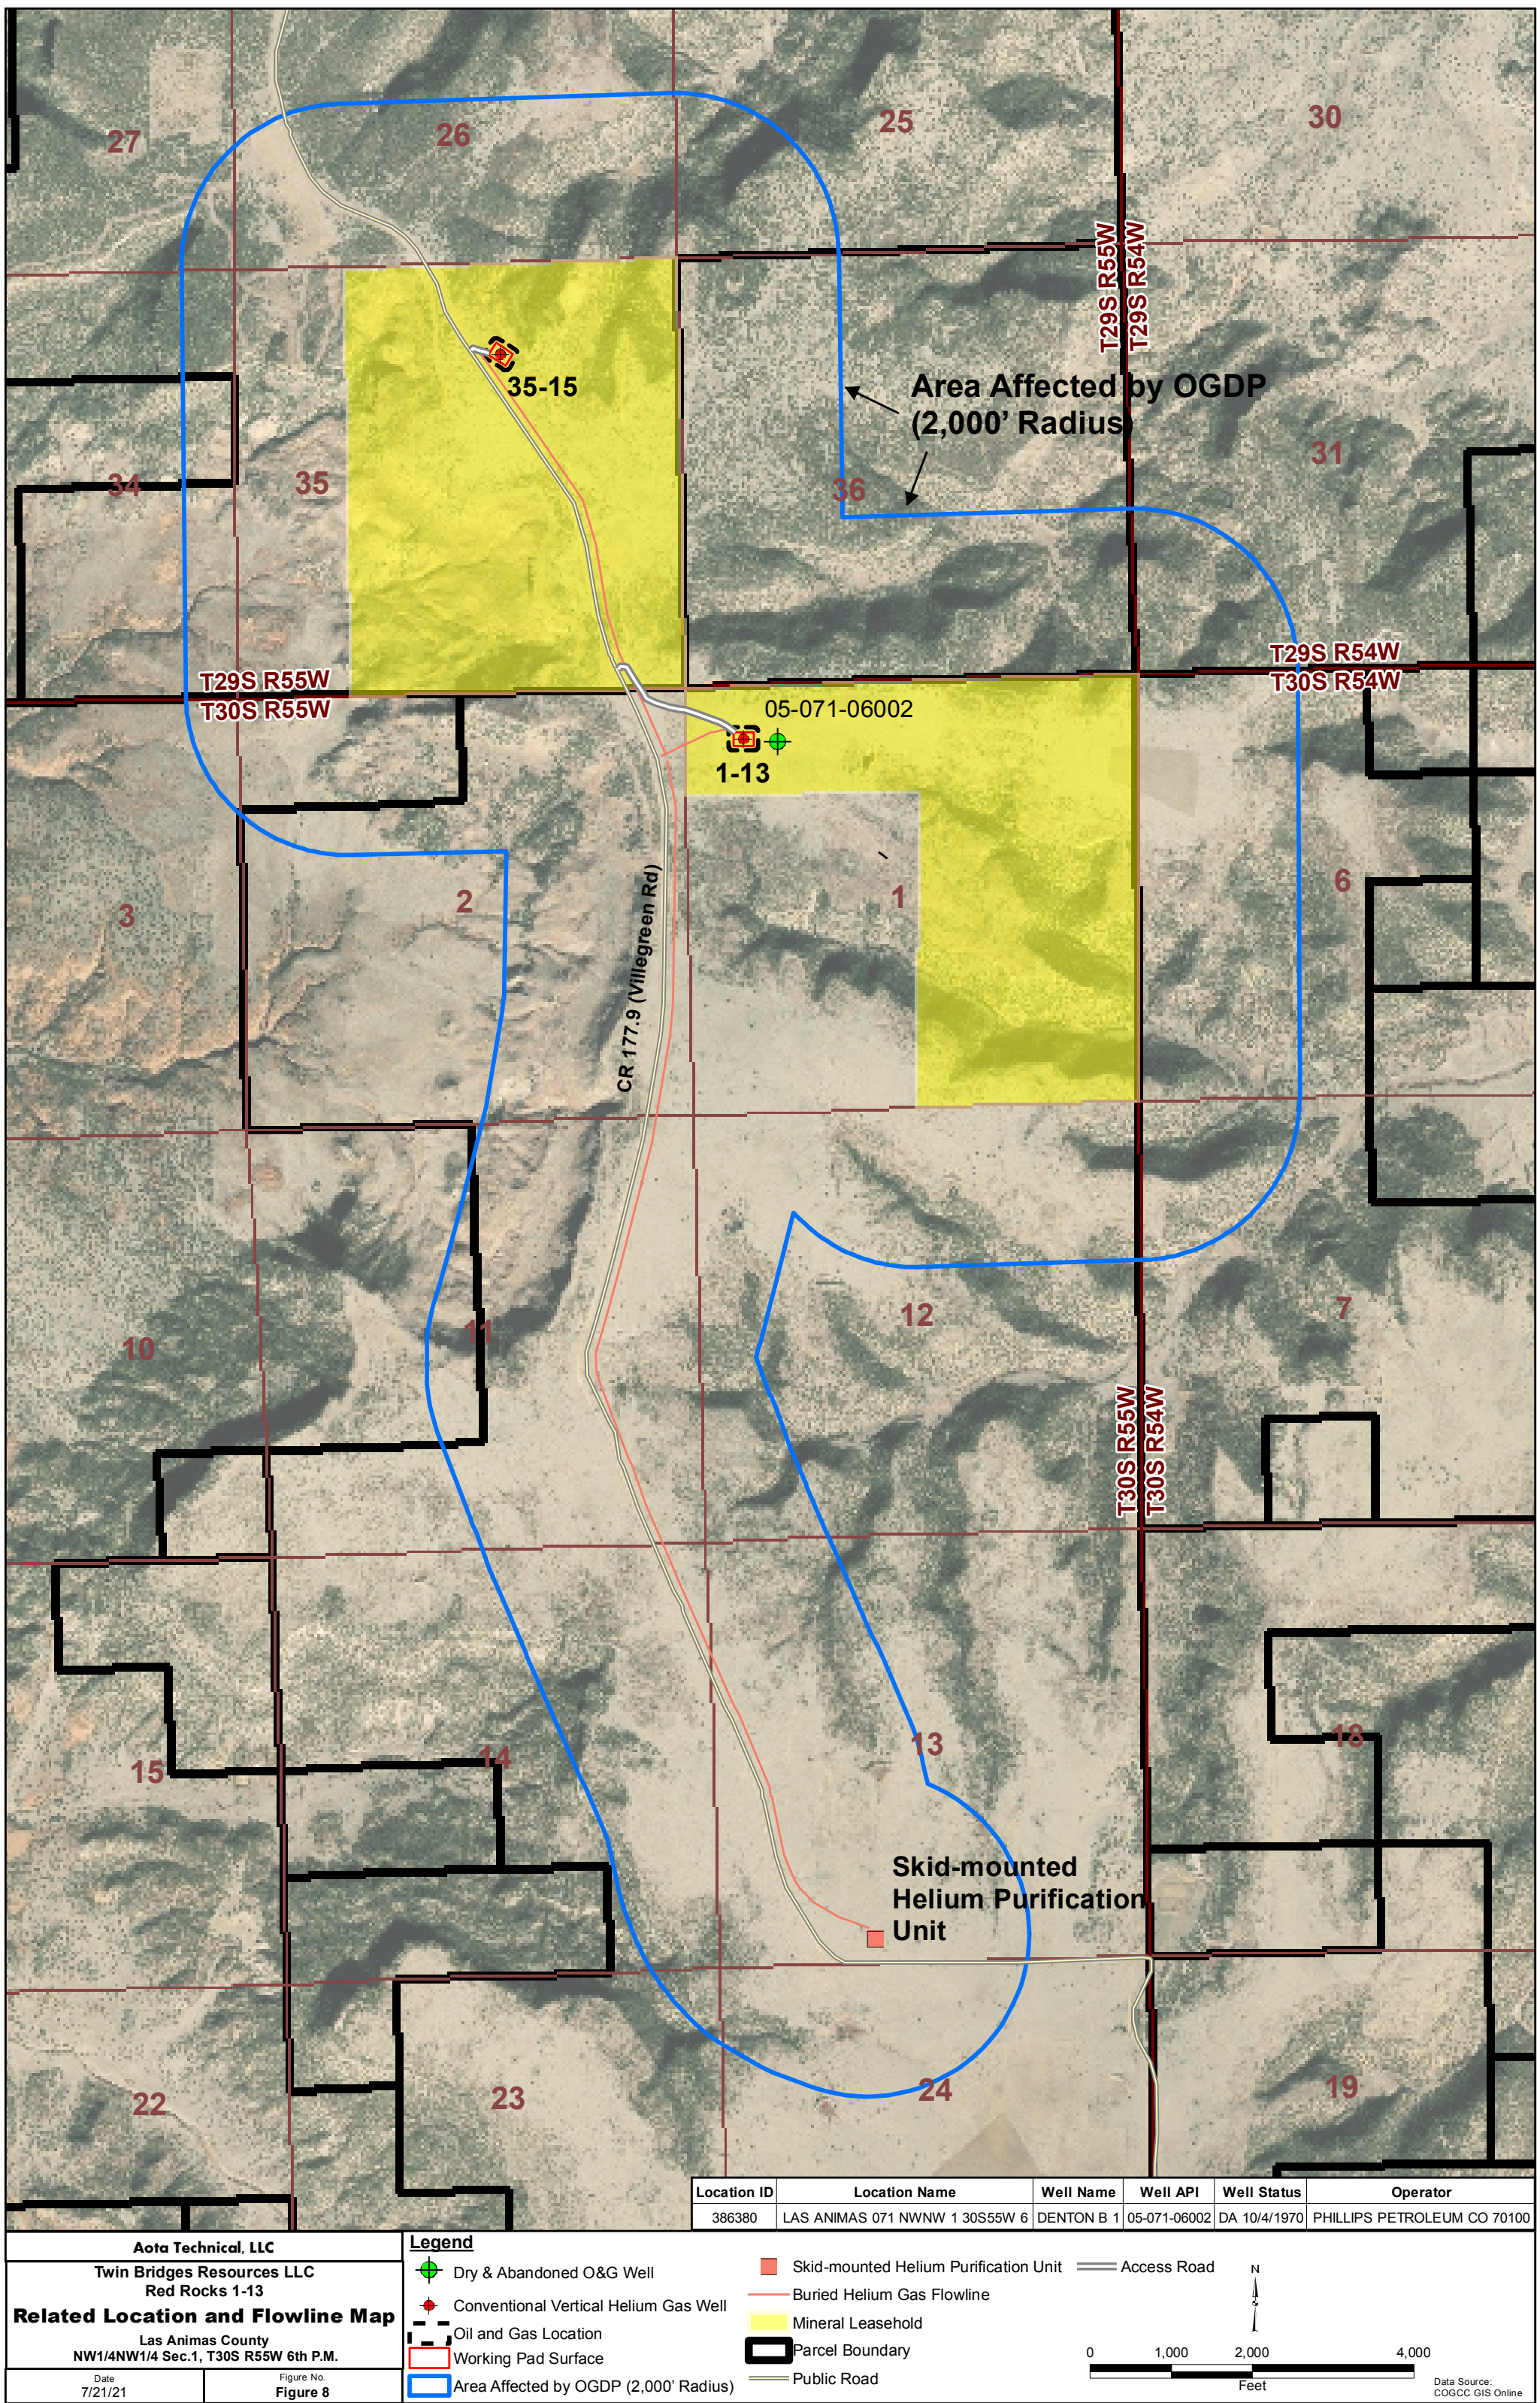 27
26
25
30
T29S R55W
T29S R54W
35-15
Area Affected by OGDP
(2,000' Radius)
34
35
36
31
T29S R55W
T30S R55W
T29S R54W
T30S R54W
05-071-06002
1-13
3
2
1
6
CR 177.9 (Villegreen Rd)
10
11
12
7
T30S R55W
T30S R54W
15
14
13
18
Skid-mounted
Helium Purification
Unit
22
23
24
19
Location ID Location Name Well Name Well API Well Status Operator
386380 LAS ANIMAS 071 NWNW 1 30S55W 6 DENTON B 1 05-071-06002 DA 10/4/1970 PHILLIPS PETROLEUM CO 70100
Aota Technical, LLC
Twin Bridges Resources LLC
Red Rocks 1-13
Related Location and Flowline Map
Las Animas County
NW1/4NW1/4 Sec.1, T30S R55W 6th P.M.
Date
7/21/21
Figure No.
Figure 8
Legend
Dry & Abandoned O&G Well
Conventional Vertical Helium Gas Well
Oil and Gas Location
Working Pad Surface
Area Affected by OGDP (2,000' Radius)
Skid-mounted Helium Purification Unit
Buried Helium Gas Flowline
Mineral Leasehold
Parcel Boundary
Public Road
Access Road
N
0 1,000 2,000 4,000
Feet
Data Source:
COGCC GIS Online